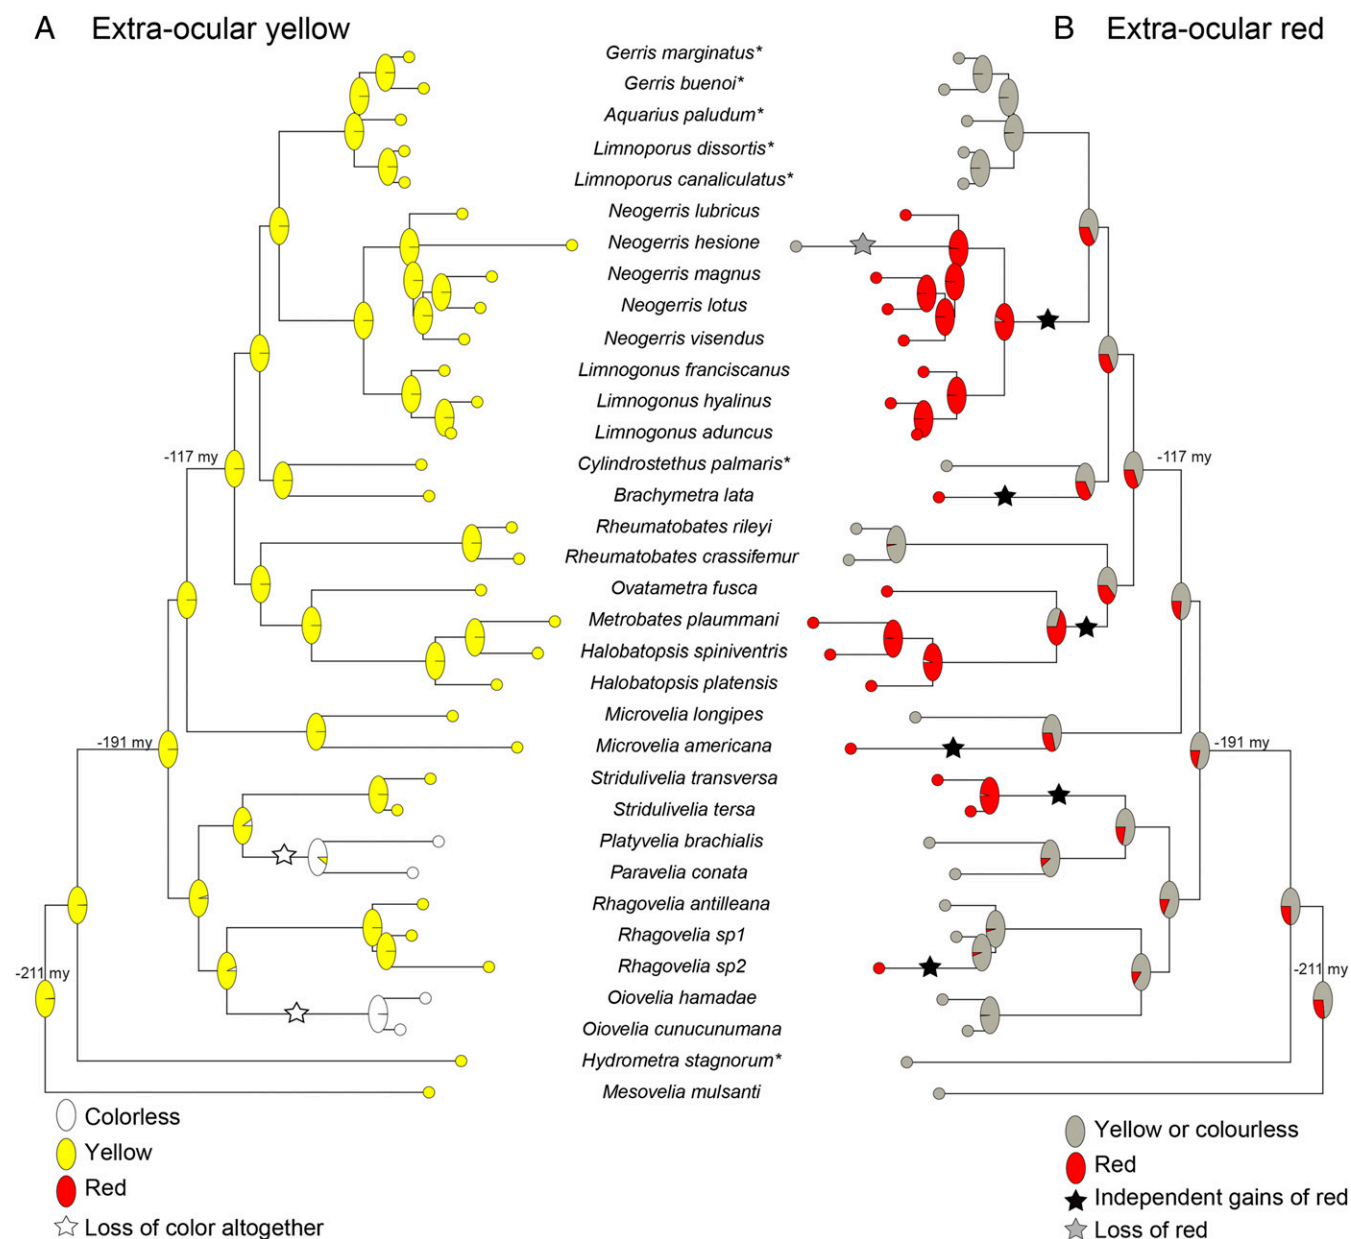 A Extra-ocular yellow
B Extra-ocular red
Gerris marginatus*
Gerris buenoi*
Aquarius paludum*
Limnoporus dissortis*
Limnoporus canaliculatus*
Neogerris lubricus
Neogerris hesione
Neogerris magnus
Neogerris lotus
Neogerris visendus
Limnogonus franciscanus
Limnogonus hyalinus
Limnogonus aduncus
-117 my
Cylindrostethus palmaris*
-117 my
Brachymetra lata
Rheumatobates rileyi
Rheumatobates crassifemur
Ovatametra fusca
Metrobates plaummani
Halobatopsis spiniventris
Halobatopsis platensis
Microvelia longipes
-191 my
Microvelia americana
-191 my
Stridulivelia transversa
Stridulivelia tersa
Platyvelia brachialis
Paravelia conata
Rhagovelia antilleana
Rhagovelia sp1
-211 my
Rhagovelia sp2
-211 my
Oiovelia hamadae
Oiovelia cunucunumana
Hydrometra stagnorum*
Mesovelia mulsanti
Colorless
Yellow
Red
Loss of color altogether
Yellow or colourless
Red
Independent gains of red
Loss of red